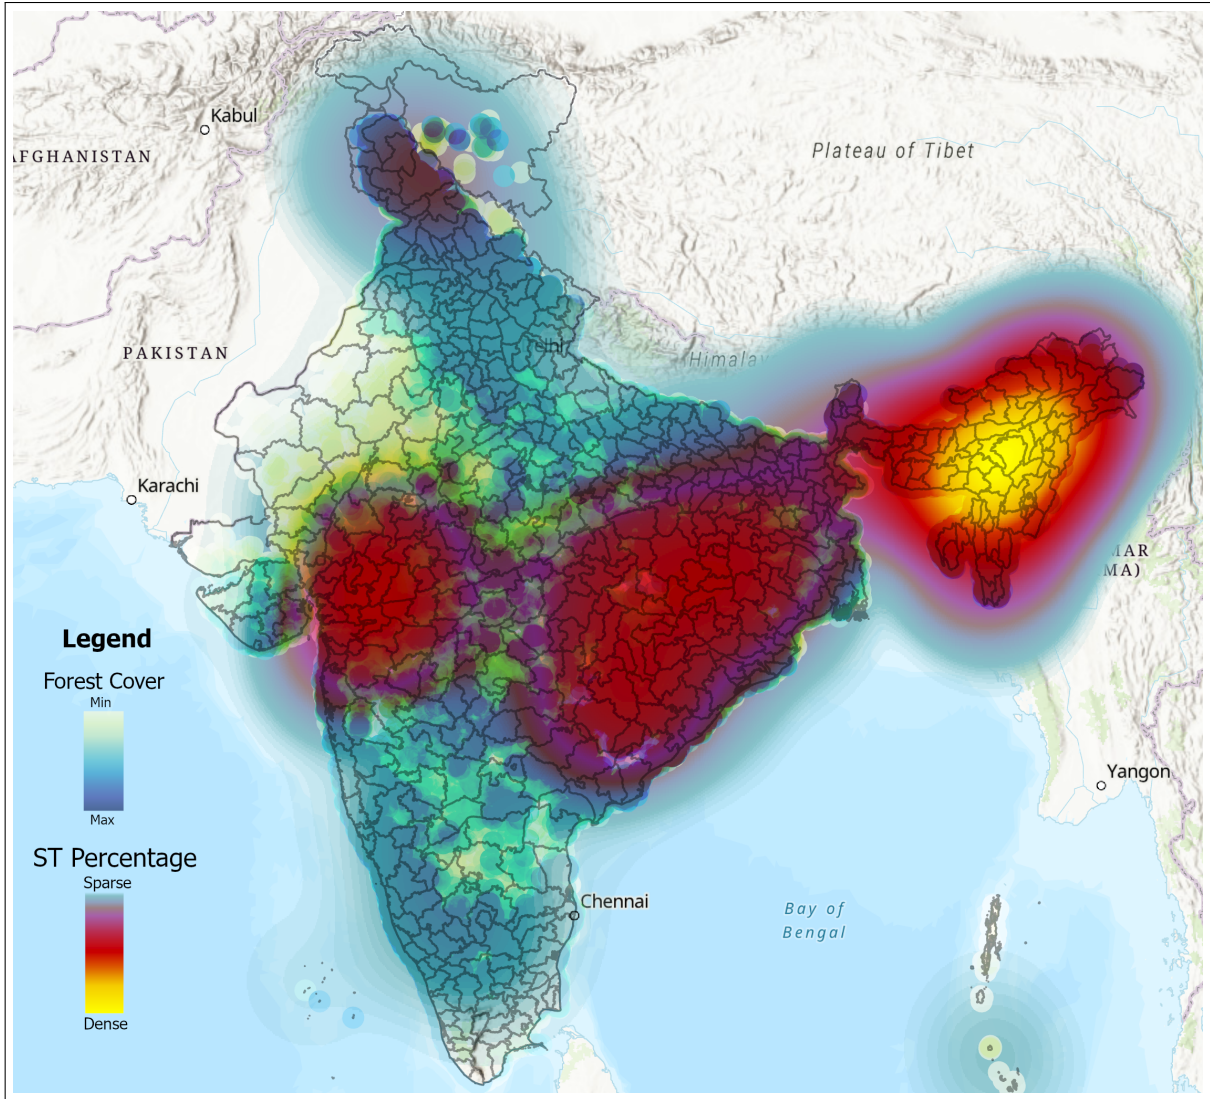 Kabul
AFGHANISTAN
Plateau of Tibet
PAKISTAN
elhi
Himalay
Karachi
MAR
MA)
Legend
Forest Cover
Min
Max
ST Percentage
Sparse
Dense
Yangon
Chennai
Bay of
Bengal